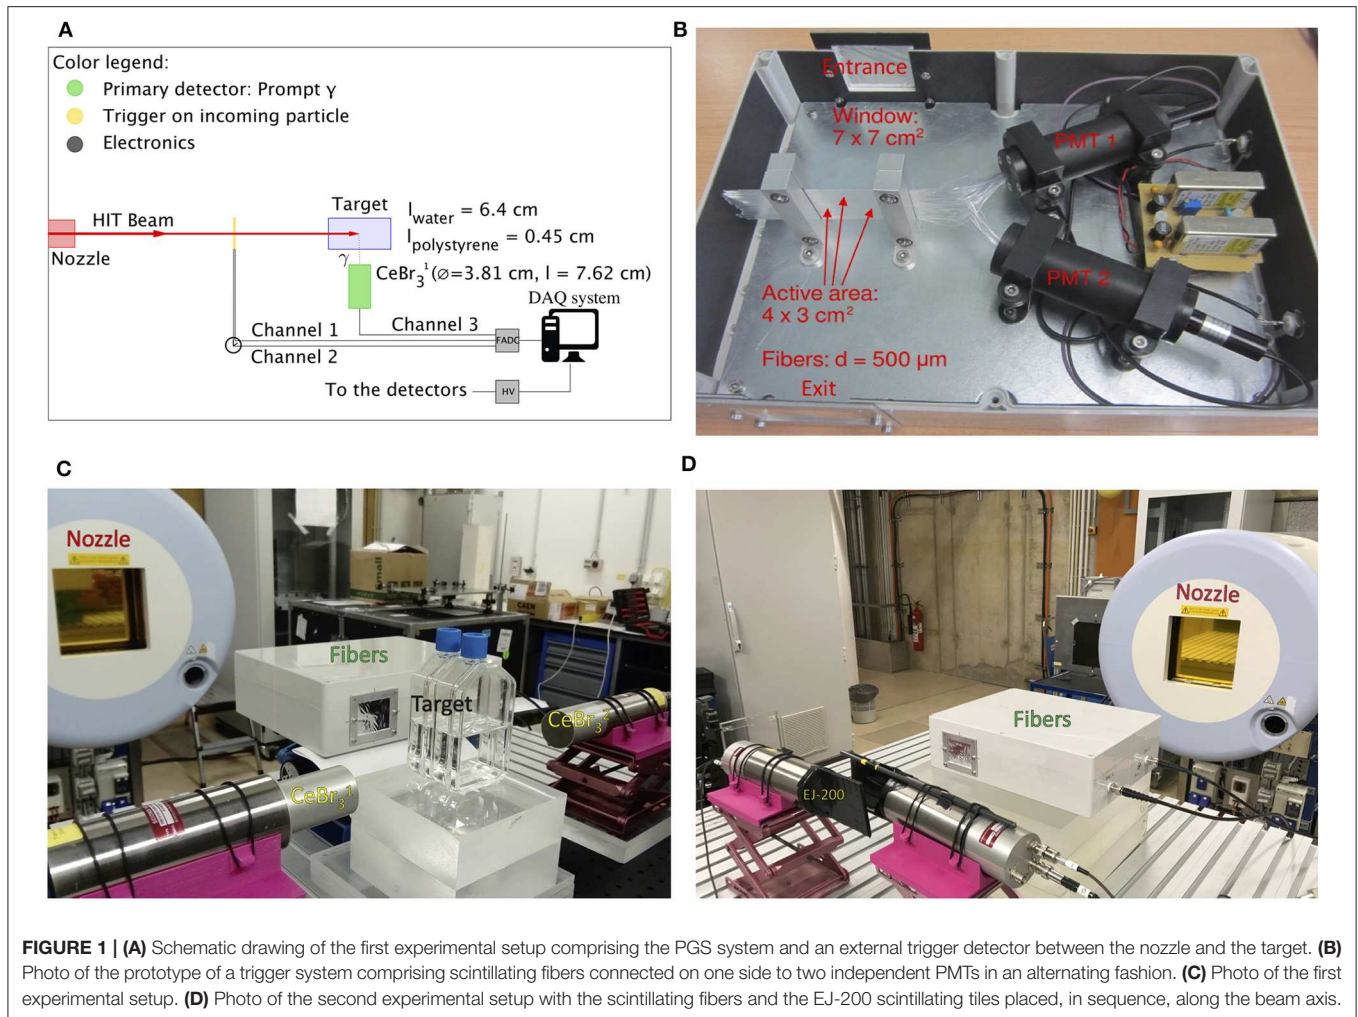 A
Color legend:
Primary detector: Prompt γ
Trigger on incoming particle
Electronics
HIT Beam
Nozzle
Target
l_water = 6.4 cm
l_polystyrene = 0.45 cm
γ
CeBr₃¹ (⌀=3.81 cm, l = 7.62 cm)
DAQ system
Channel 1
Channel 2
Channel 3
FADC
To the detectors
HV
B
Entrance
Window:
7 x 7 cm²
PMT 1
PMT 2
Active area:
4 x 3 cm²
Fibers: d = 500 μm
Exit
C
Nozzle
Fibers
Target
CeBr₃²
CeBr₃¹
Small
CAEN
D
Nozzle
Fibers
EJ-200
FIGURE 1 | (A) Schematic drawing of the first experimental setup comprising the PGS system and an external trigger detector between the nozzle and the target. (B)
Photo of the prototype of a trigger system comprising scintillating fibers connected on one side to two independent PMTs in an alternating fashion. (C) Photo of the first
experimental setup. (D) Photo of the second experimental setup with the scintillating fibers and the EJ-200 scintillating tiles placed, in sequence, along the beam axis.